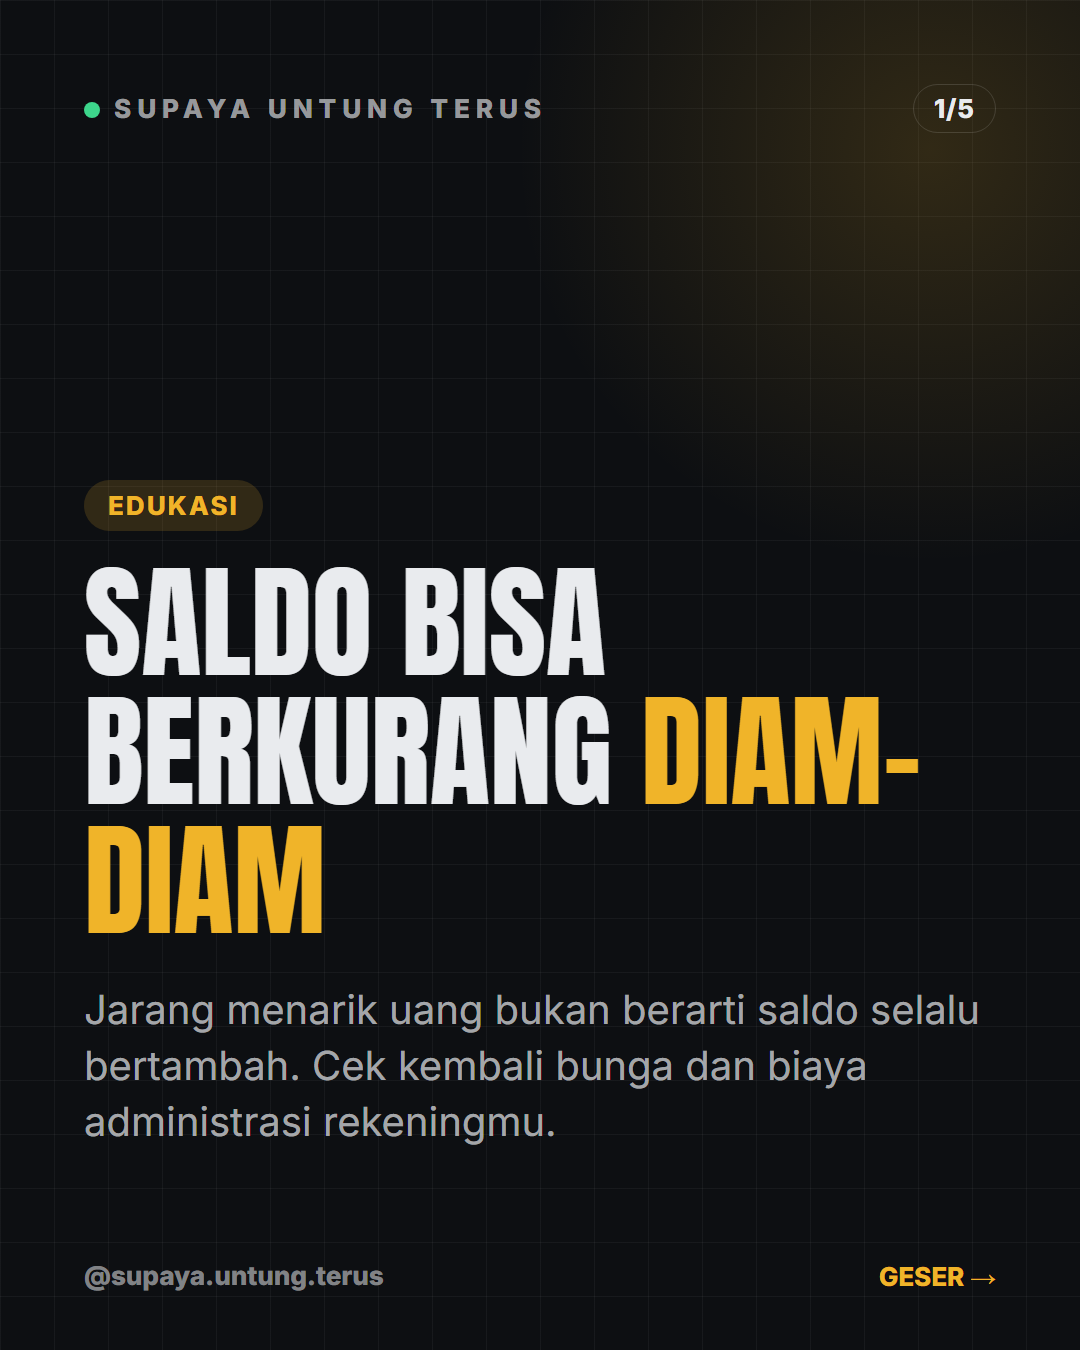 SUPAYA UNTUNG TERUS
1/5
EDUKASI
SALDO BISA
BERKURANG DIAM-
DIAM
Jarang menarik uang bukan berarti saldo selalu
bertambah. Cek kembali bunga dan biaya
administrasi rekeningmu.
@supaya.untung.terus
GESER →